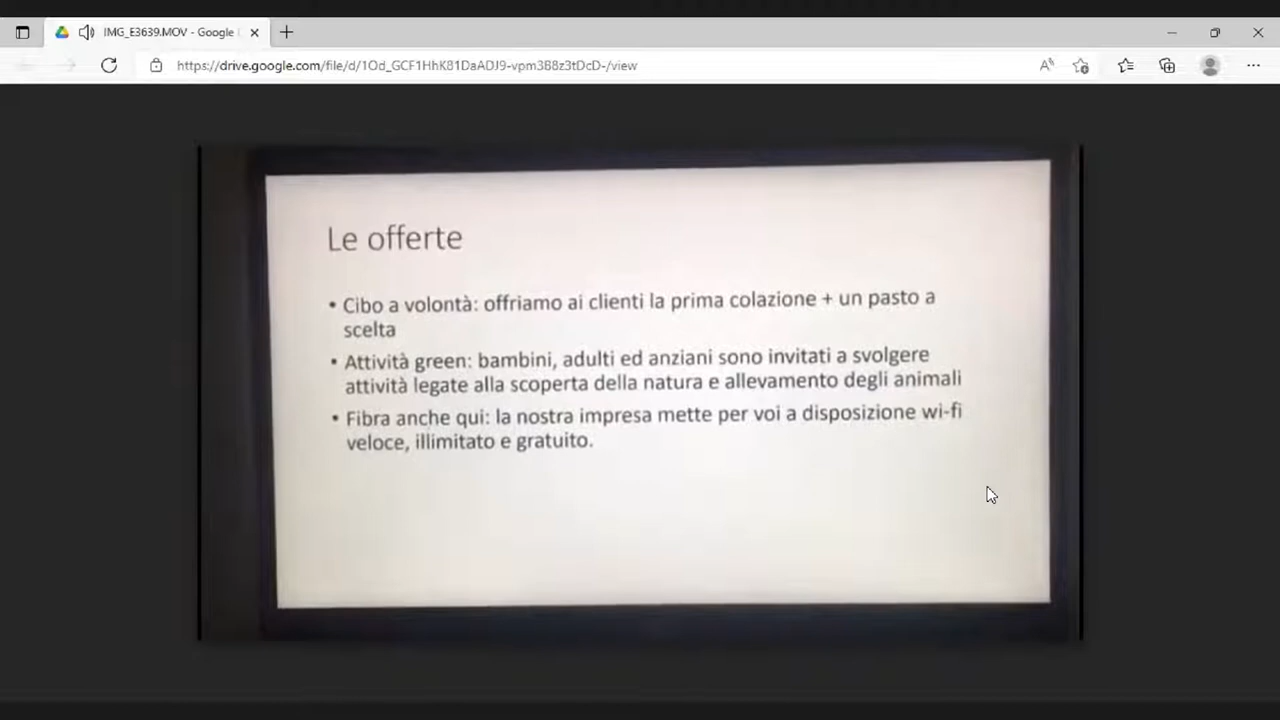 IMG_E3639.MOV - Google
https://drive.google.com/file/d/1Od_GCF1HhK81DaADJ9-vpm388z3tDcD-/view
Le offerte
• Cibo a volontà: offriamo ai clienti la prima colazione + un pasto a
scelta
• Attività green: bambini, adulti ed anziani sono invitati a svolgere
attività legate alla scoperta della natura e allevamento degli animali
• Fibra anche qui: la nostra impresa mette per voi a disposizione wi-fi
veloce, illimitato e gratuito.